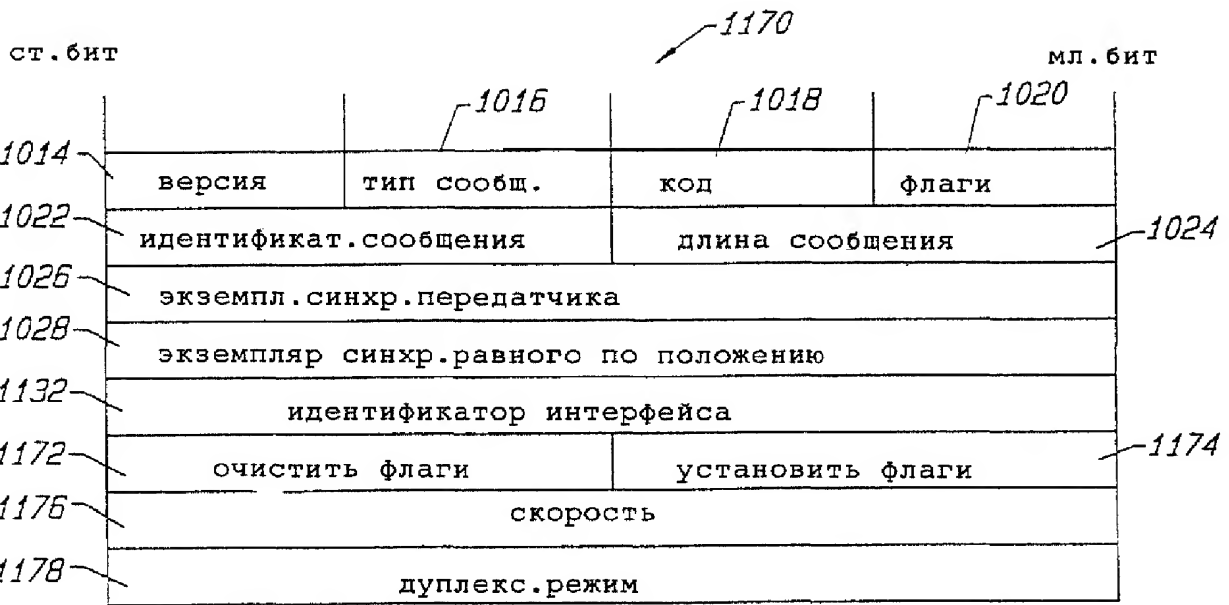 1170
ст.бит мл.бит
1016 1018 1020
1014 версия тип сообщ. код флаги
1022 идентификат.сообщения длина сообщения 1024
1026 экземпл.синхр.передатчика
1028 экземпляр синхр.равного по положению
1132 идентификатор интерфейса
1172 очистить флаги установить флаги 1174
1176 скорость
1178 дуплекс.режим